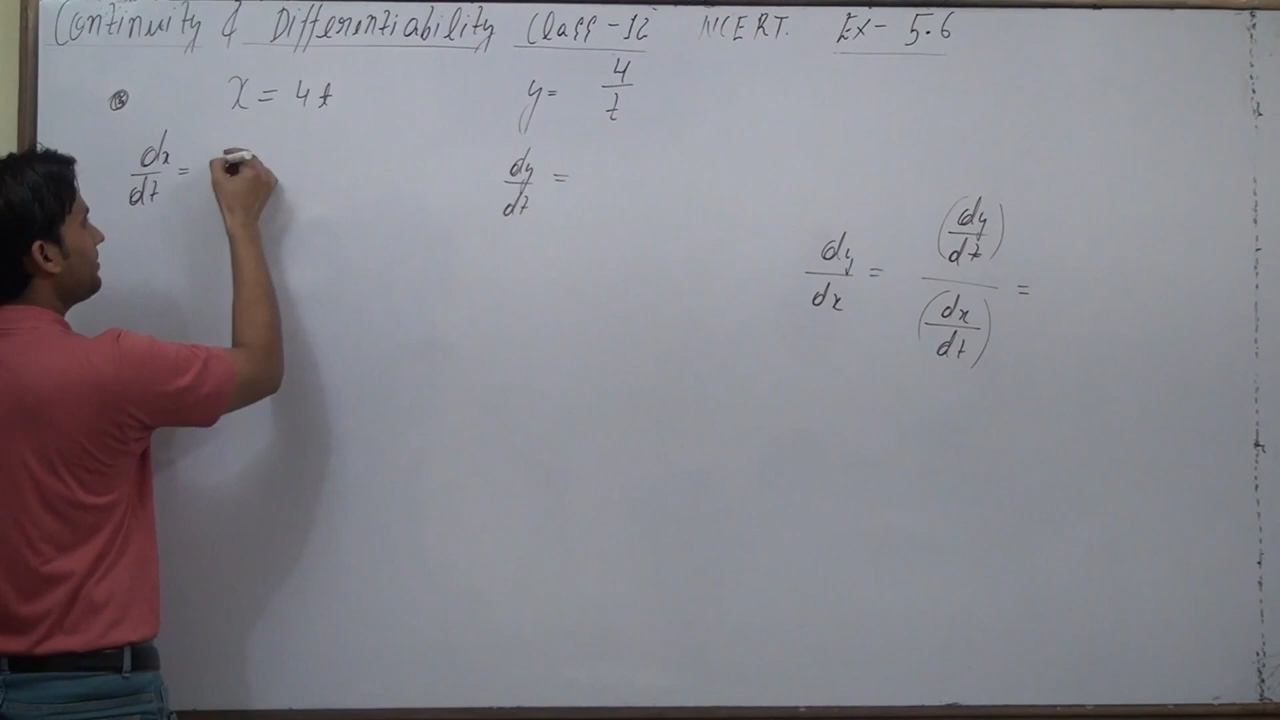 Continuity & Differentiability Class-12 NCERT. Ex- 5.6
x = 4t y= 4/t
dx/dt = dy/dt =
dy/dx = (dy/dt)/(dx/dt) =